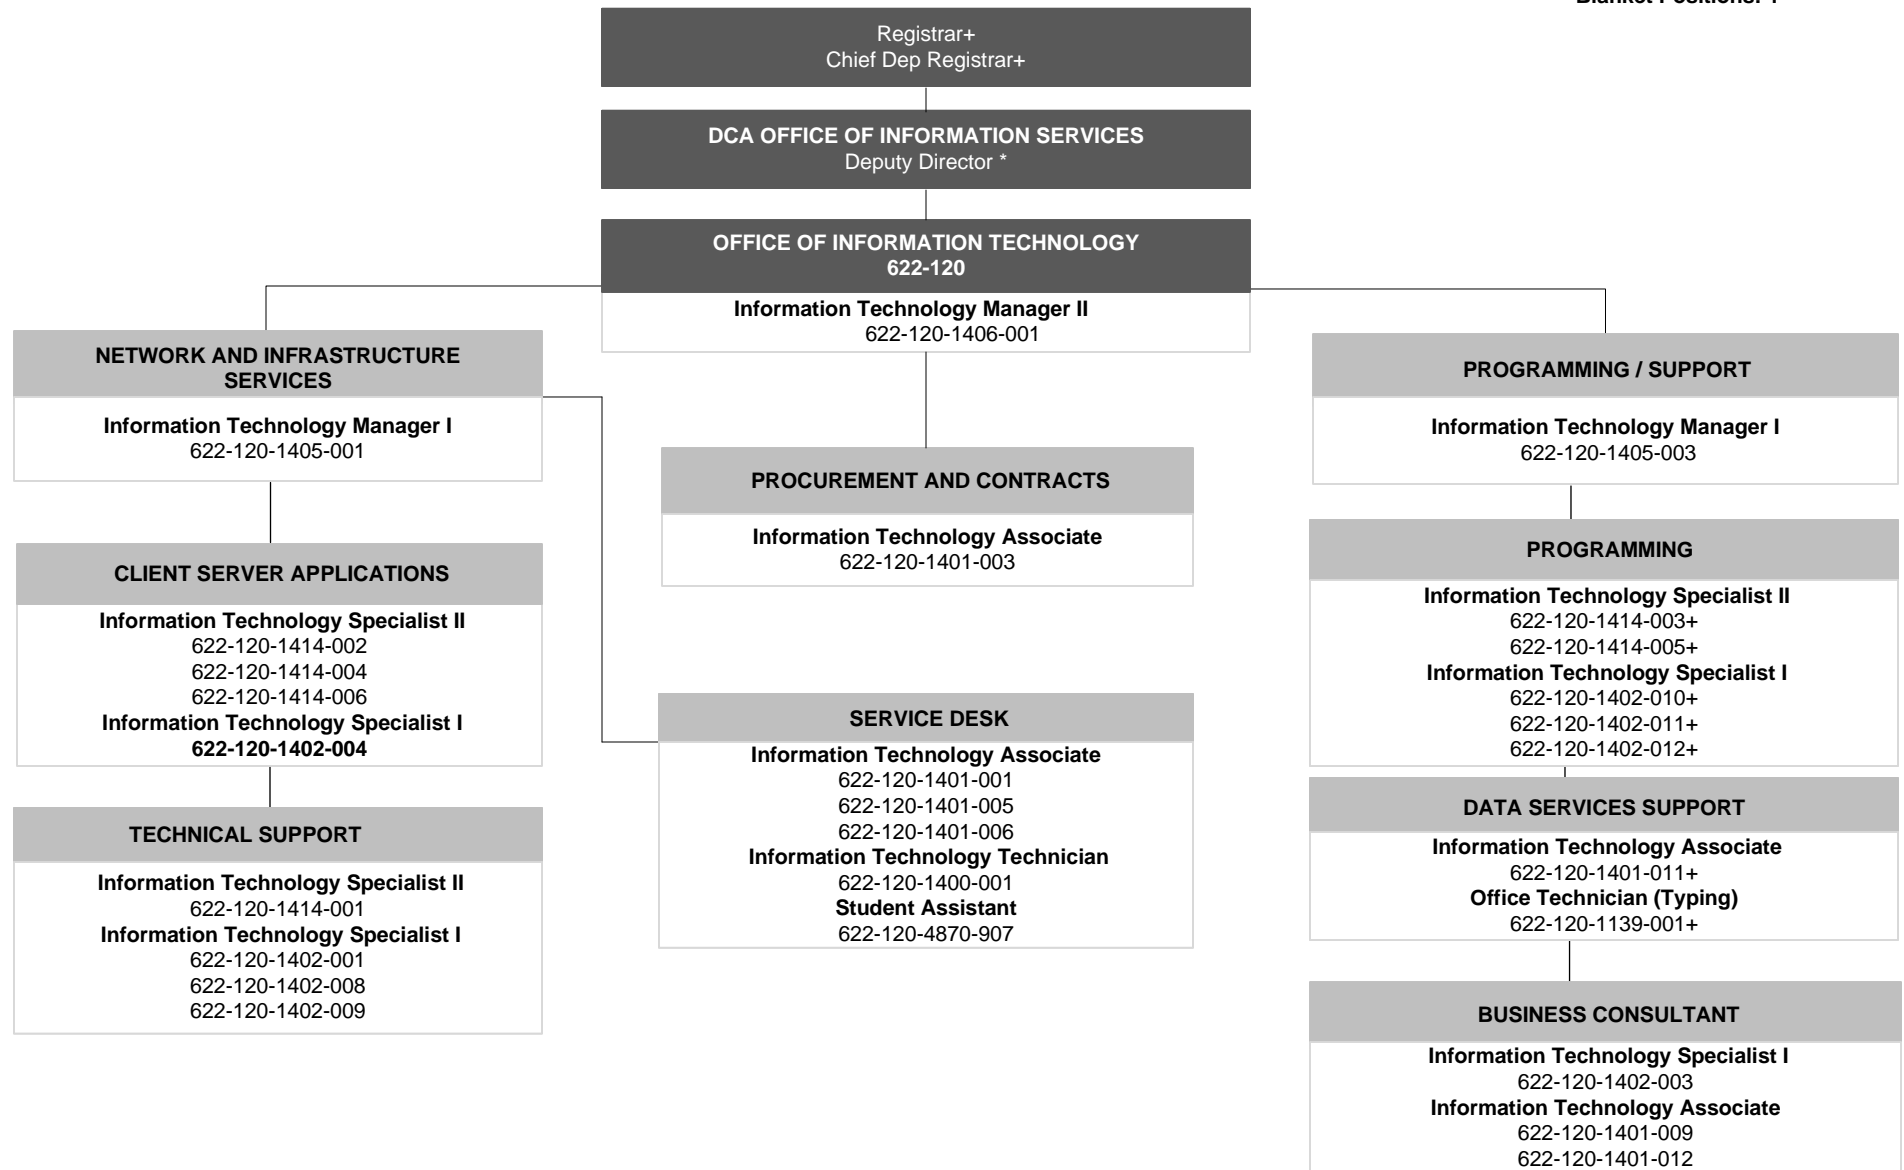 Registrar+
Chief Dep Registrar+
DCA OFFICE OF INFORMATION SERVICES
Deputy Director *
OFFICE OF INFORMATION TECHNOLOGY
622-120
Information Technology Manager II
622-120-1406-001
NETWORK AND INFRASTRUCTURE
SERVICES
Information Technology Manager I
622-120-1405-001
CLIENT SERVER APPLICATIONS
Information Technology Specialist II
622-120-1414-002
622-120-1414-004
622-120-1414-006
Information Technology Specialist I
622-120-1402-004
TECHNICAL SUPPORT
Information Technology Specialist II
622-120-1414-001
Information Technology Specialist I
622-120-1402-001
622-120-1402-008
622-120-1402-009
PROCUREMENT AND CONTRACTS
Information Technology Associate
622-120-1401-003
SERVICE DESK
Information Technology Associate
622-120-1401-001
622-120-1401-005
622-120-1401-006
Information Technology Technician
622-120-1400-001
Student Assistant
622-120-4870-907
PROGRAMMING / SUPPORT
Information Technology Manager I
622-120-1405-003
PROGRAMMING
Information Technology Specialist II
622-120-1414-003+
622-120-1414-005+
Information Technology Specialist I
622-120-1402-010+
622-120-1402-011+
622-120-1402-012+
DATA SERVICES SUPPORT
Information Technology Associate
622-120-1401-011+
Office Technician (Typing)
622-120-1139-001+
BUSINESS CONSULTANT
Information Technology Specialist I
622-120-1402-003
Information Technology Associate
622-120-1401-009
622-120-1401-012